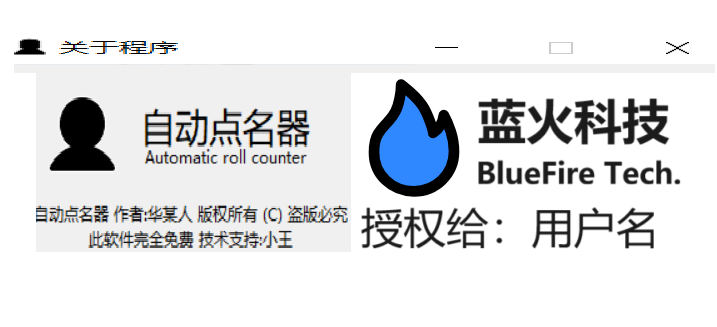 关于程序
自动点名器
Automatic roll counter
自动点名器 作者:华某人 版权所有 (C) 盗版必究
此软件完全免费 技术支持:小王
蓝火科技
BlueFire Tech.
授权给：用户名